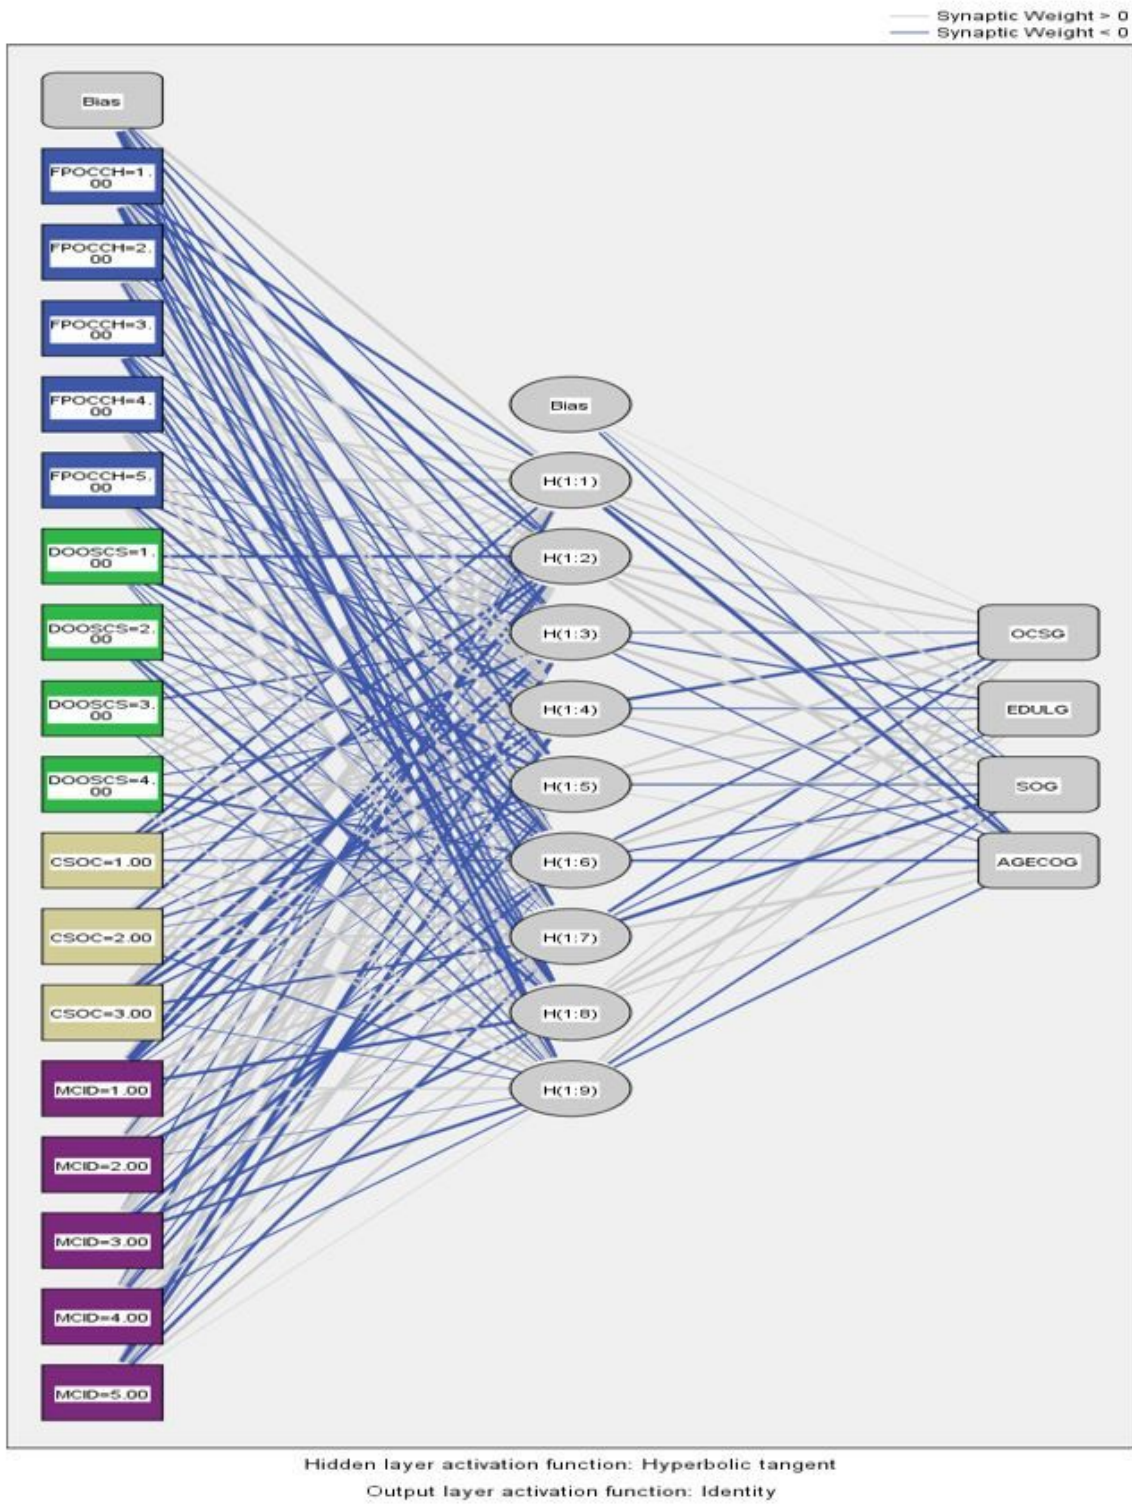 Synaptic Weight > 0
Synaptic Weight < 0
Bias
FPOCCH=1.
00
FPOCCH=2.
00
FPOCCH=3.
00
FPOCCH=4.
00
FPOCCH=5.
00
DOOSCS=1.
00
DOOSCS=2.
00
DOOSCS=3.
00
DOOSCS=4.
00
CSOC=1.00
CSOC=2.00
CSOC=3.00
MCID=1.00
MCID=2.00
MCID=3.00
MCID=4.00
MCID=5.00
Bias
H(1:1)
H(1:2)
H(1:3)
H(1:4)
H(1:5)
H(1:6)
H(1:7)
H(1:8)
H(1:9)
OCSG
EDULG
SOG
AGECOG
Hidden layer activation function: Hyperbolic tangent
Output layer activation function: Identity